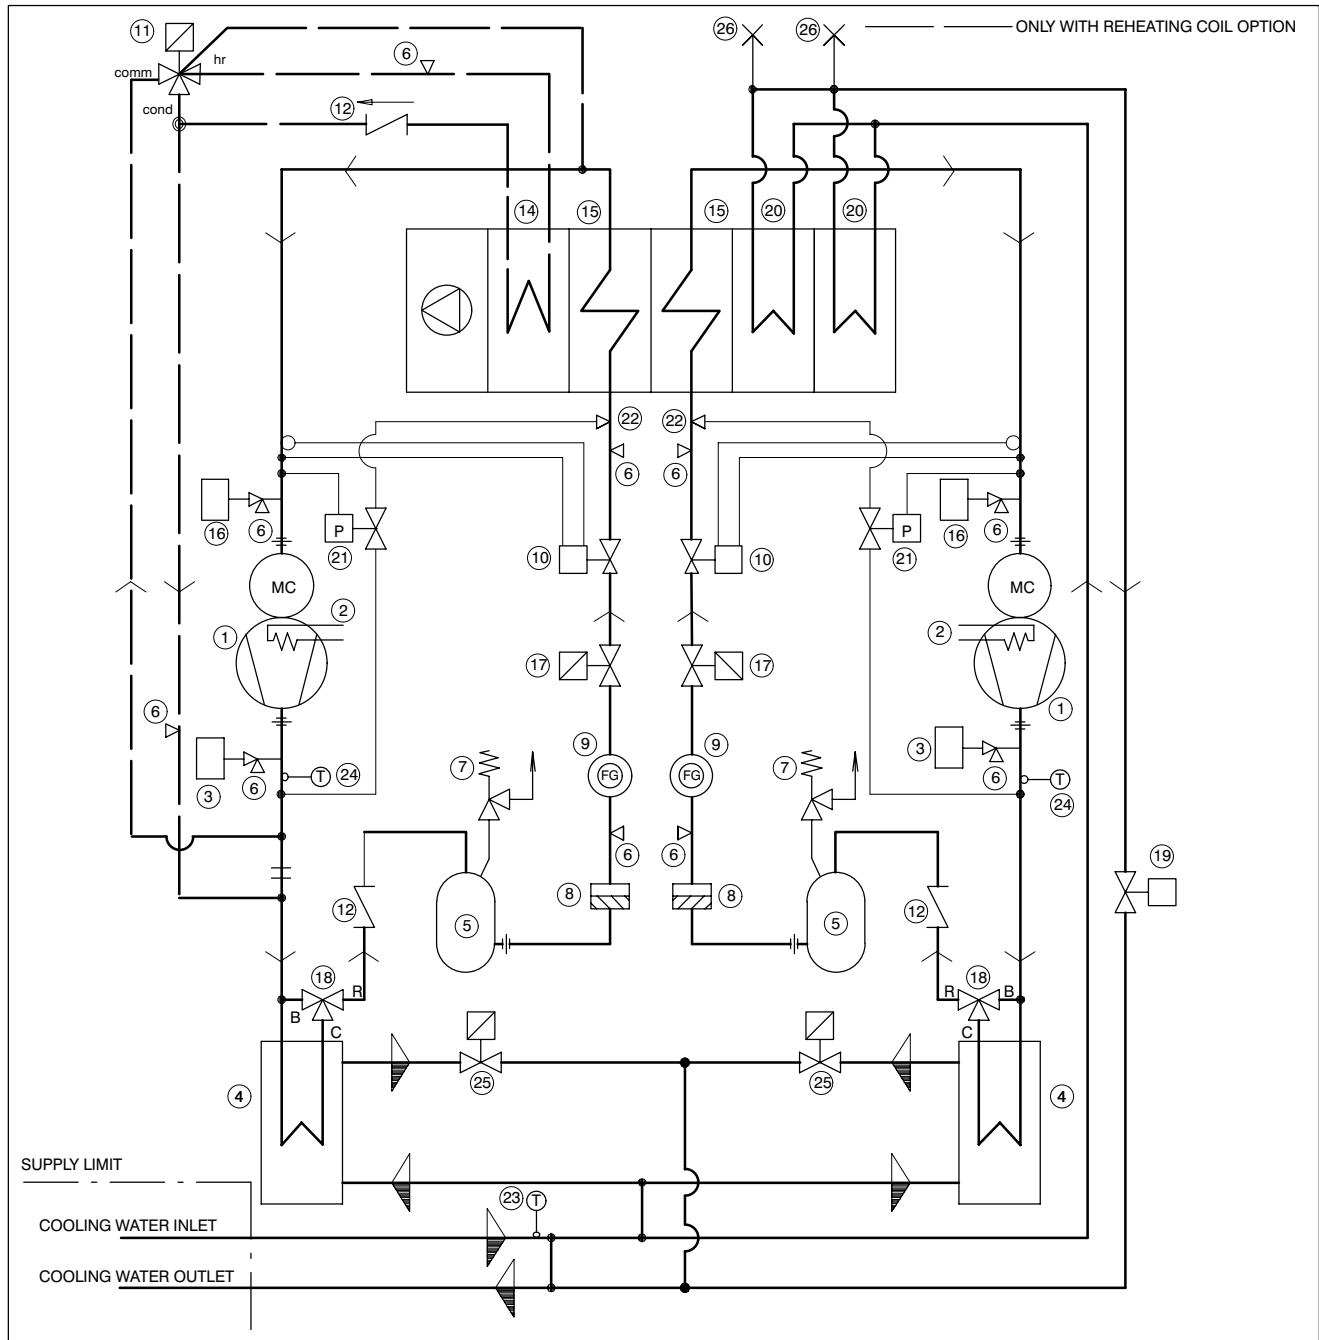 11
hr
6
26
26
ONLY WITH REHEATING COIL OPTION
comm
cond
12
14
15
15
20
20
22
22
6
6
16
6
P
21
10
10
P
21
16
6
MC
MC
2
2
1
1
17
17
6
3
6
T
24
7
9
FG
9
FG
7
3
6
T
24
6
6
19
8
8
12
5
5
12
18
R
B
C
R
18
B
C
25
25
4
4
SUPPLY LIMIT
23
T
COOLING WATER INLET
COOLING WATER OUTLET